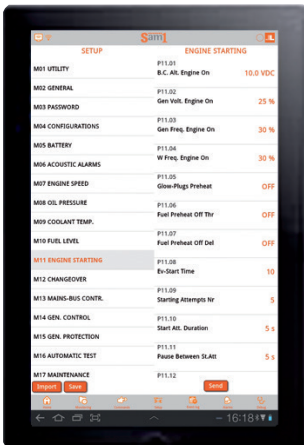 Sam1
SETUP
ENGINE STARTING
M01 UTILITY
M02 GENERAL
M03 PASSWORD
M04 CONFIGURATIONS
M05 BATTERY
M06 ACOUSTIC ALARMS
M07 ENGINE SPEED
M08 OIL PRESSURE
M09 COOLANT TEMP.
M10 FUEL LEVEL
M11 ENGINE STARTING
M12 CHANGEOVER
M13 MAINS-BUS CONTR.
M14 GEN. CONTROL
M15 GEN. PROTECTION
M16 AUTOMATIC TEST
M17 MAINTENANCE
P11.01
B.C. Alt. Engine On 10.0 VDC
P11.02
Gen Volt. Engine On 25 %
P11.03
Gen Freq. Engine On 30 %
P11.04
W Freq. Engine On 30 %
P11.05
Glow-Plugs Preheat OFF
P11.06
Fuel Preheat Off Thr OFF
P11.07
Fuel Preheat Off Del OFF
P11.08
Ev-Start Time 10
P11.09
Starting Attempts Nr 5
P11.10
Start Att. Duration 5 s
P11.11
Pause Between St.Att 5 s
P11.12
Import Save
Send
16:18